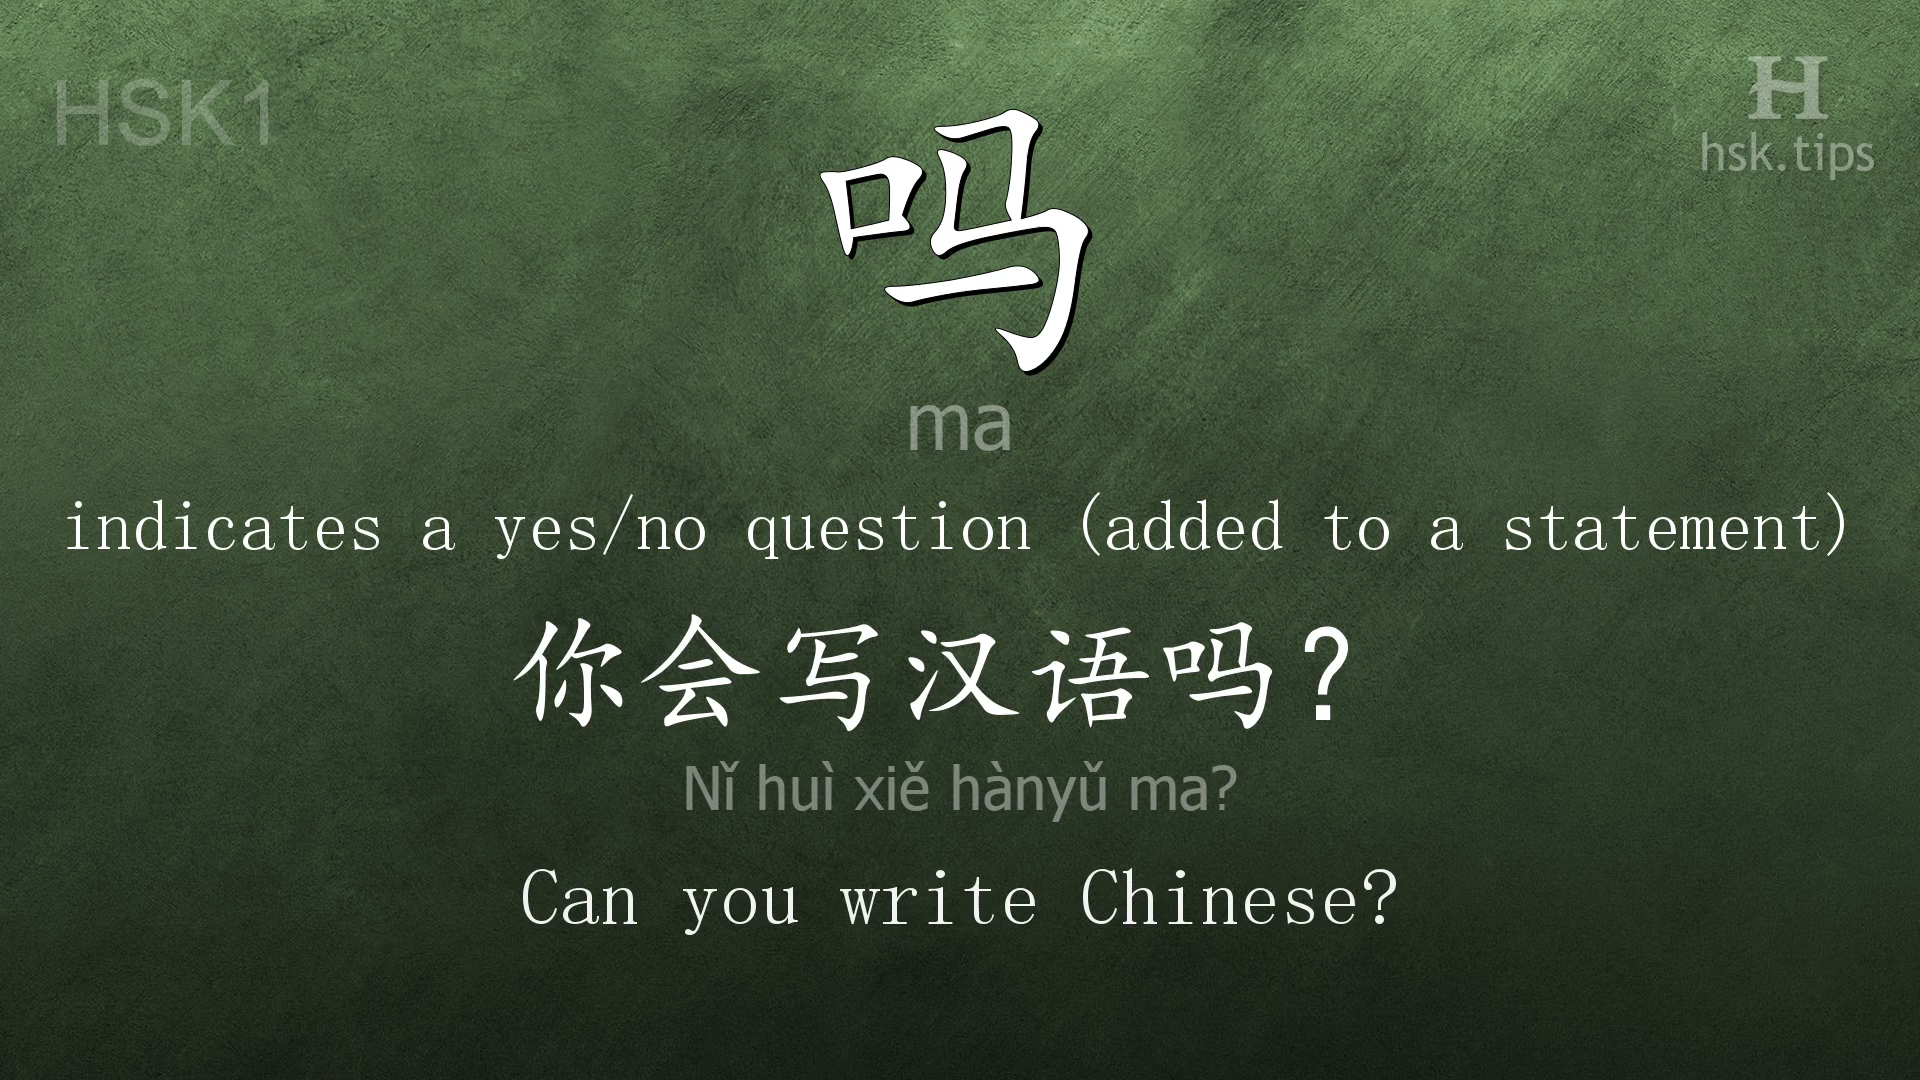 HSK1
H
hsk.tips
吗
ma
indicates a yes/no question (added to a statement)
你会写汉语吗?
Nǐ huì xiě hànyǔ ma?
Can you write Chinese?